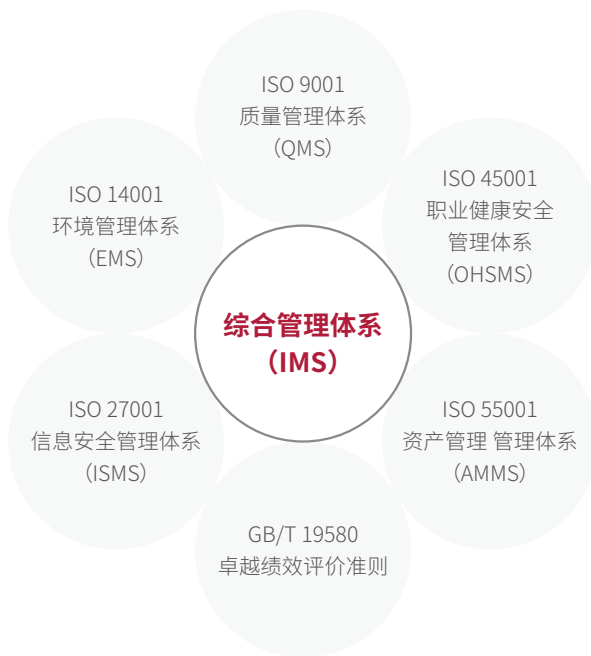 ISO 9001
质量管理体系
（QMS）
ISO 14001
环境管理体系
（EMS）
ISO 45001
职业健康安全
管理体系
（OHSMS）
综合管理体系
（IMS）
ISO 27001
信息安全管理体系
（ISMS）
ISO 55001
资产管理 管理体系
（AMMS）
GB/T 19580
卓越绩效评价准则